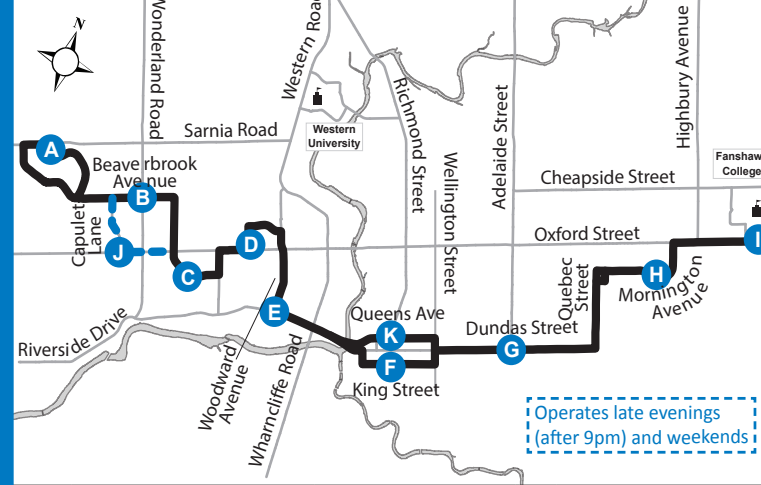 N
Wonderland Road
Western Road
Richmond Street
Adelaide Street
Highbury Avenue
Sarnia Road
Western
University
A
Beaverbrook
Avenue
B
Wellington Street
Cheapside Street
Fanshaw
College
Capulet
Lane
J
C
D
Oxford Street
I
Quebec
Street
H
Mornington
Avenue
E
Queens Ave
K
Dundas Street
G
F
King Street
Riverside Drive
Woodward
Avenue
Wharncliffe Road
Operates late evenings
(after 9pm) and weekends